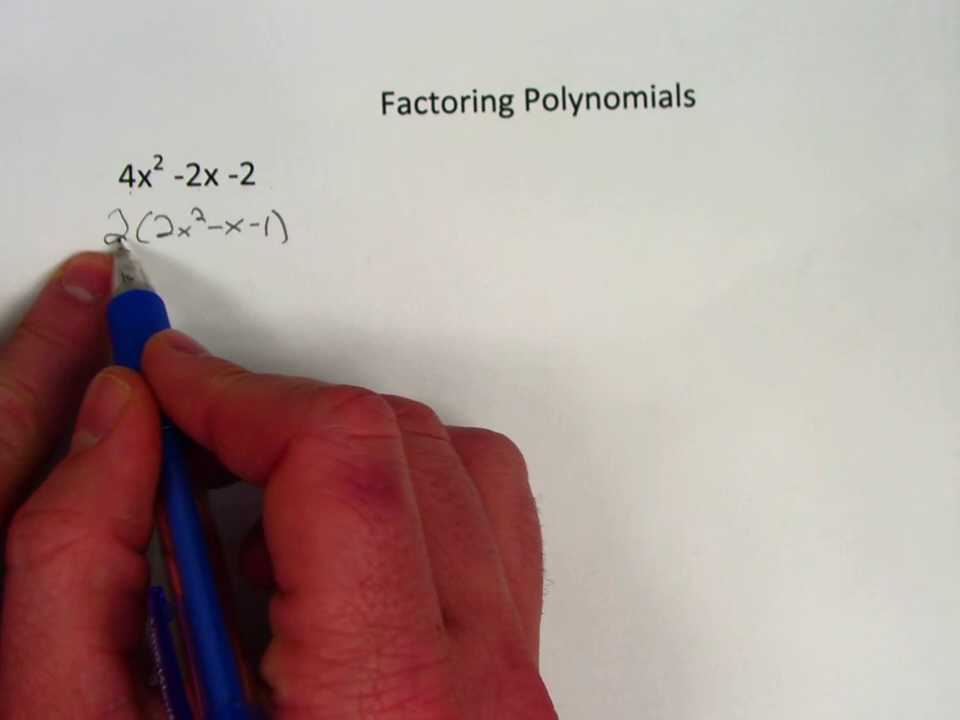 Factoring Polynomials
4x² -2x -2
2(2x²-x-1)